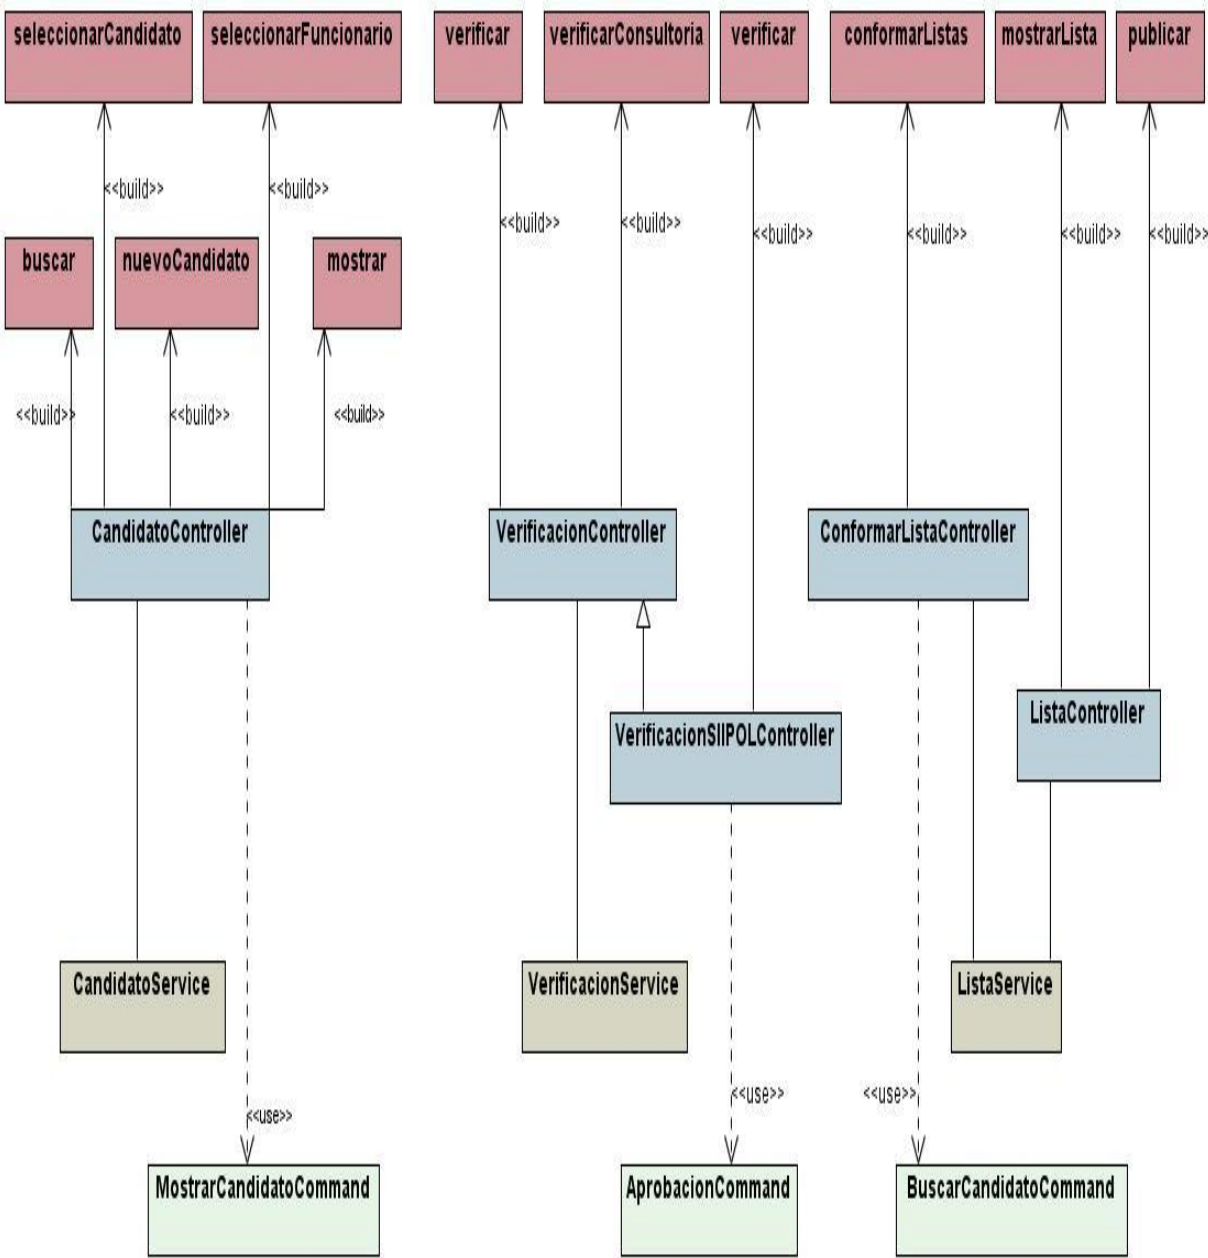 seleccionarCandidato
seleccionarFuncionario
verificar
verificarConsultoria
verificar
conformarListas
mostrarLista
publicar
<<build>>
<<build>>
<<build>>
<<build>>
<<build>>
<<build>>
<<build>>
<<build>>
buscar
nuevoCandidato
mostrar
<<build>>
<<build>>
<<build>>
CandidatoController
VerificacionController
ConformarListaController
VerificacionSIIPOLController
ListaController
CandidatoService
VerificacionService
ListaService
<<use>>
<<use>>
<<use>>
MostrarCandidatoCommand
AprobacionCommand
BuscarCandidatoCommand